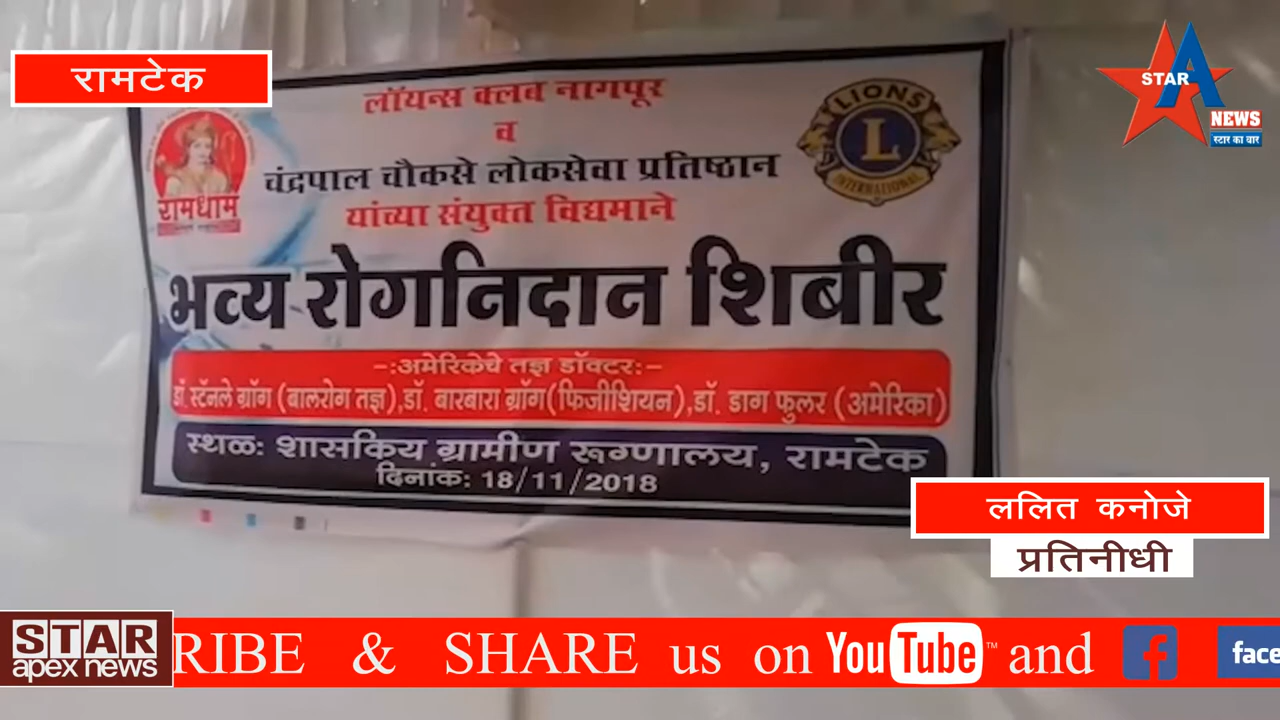 रामटेक
STAR
A
NEWS
स्टार का वार
लॉयन्स क्लब नागपूर
व
चंद्रपाल चौकसे लोकसेवा प्रतिष्ठान
यांच्या संयुक्त विद्यमाने
रामधाम
LIONS
L
INTERNATIONAL
भव्य रोगनिदान शिबीर
-:अमेरिकेचे तज्ञ डॉक्टर:-
डॉ. स्टॅनले ग्रॉग (बालरोग तज्ञ),डॉ. बारबारा ग्रॉग(फिजीशियन),डॉ. डाग फुलर (अमेरिका)
स्थळ: शासकिय ग्रामीण रूग्णालय, रामटेक
दिनांक: 18/11/2018
ललित कनोजे
प्रतिनीधी
STAR
apex news
RIBE & SHARE us on YouTube™ and f face